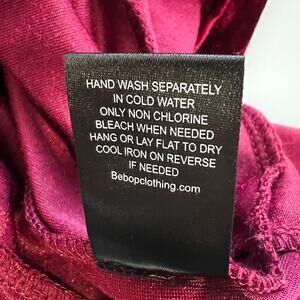 HAND WASH SEPARATELY
IN COLD WATER
ONLY NON CHLORINE
BLEACH WHEN NEEDED
HANG OR LAY FLAT TO DRY
COOL IRON ON REVERSE
IF NEEDED
Bebopclothing.com